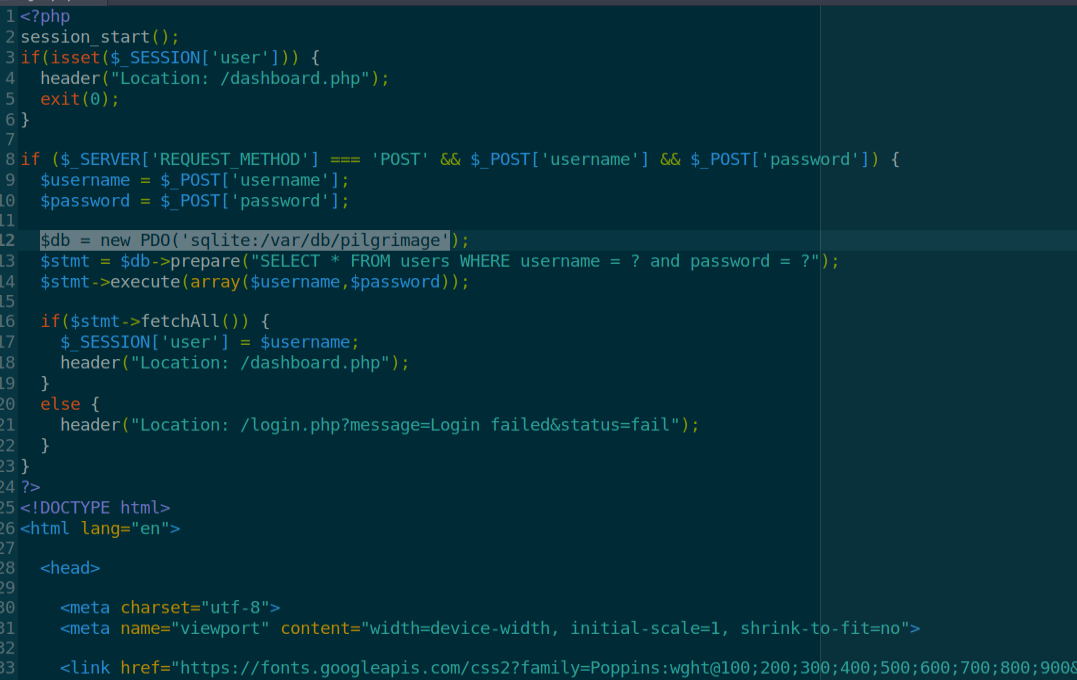 1 <?php
2 session_start();
3 if(isset($_SESSION['user'])) {
4   header("Location: /dashboard.php");
5   exit(0);
6 }
7
8 if ($_SERVER['REQUEST_METHOD'] === 'POST' && $_POST['username'] && $_POST['password']) {
9   $username = $_POST['username'];
10   $password = $_POST['password'];
11
12   $db = new PDO('sqlite:/var/db/pilgrimage');
13   $stmt = $db->prepare("SELECT * FROM users WHERE username = ? and password = ?");
14   $stmt->execute(array($username,$password));
15
16   if($stmt->fetchAll()) {
17     $_SESSION['user'] = $username;
18     header("Location: /dashboard.php");
19   }
20   else {
21     header("Location: /login.php?message=Login failed&status=fail");
22   }
23 }
24 ?>
25 <!DOCTYPE html>
26 <html lang="en">
27
28   <head>
29
30     <meta charset="utf-8">
31     <meta name="viewport" content="width=device-width, initial-scale=1, shrink-to-fit=no">
32
33     <link href="https://fonts.googleapis.com/css2?family=Poppins:wght@100;200;300;400;500;600;700;800;900&